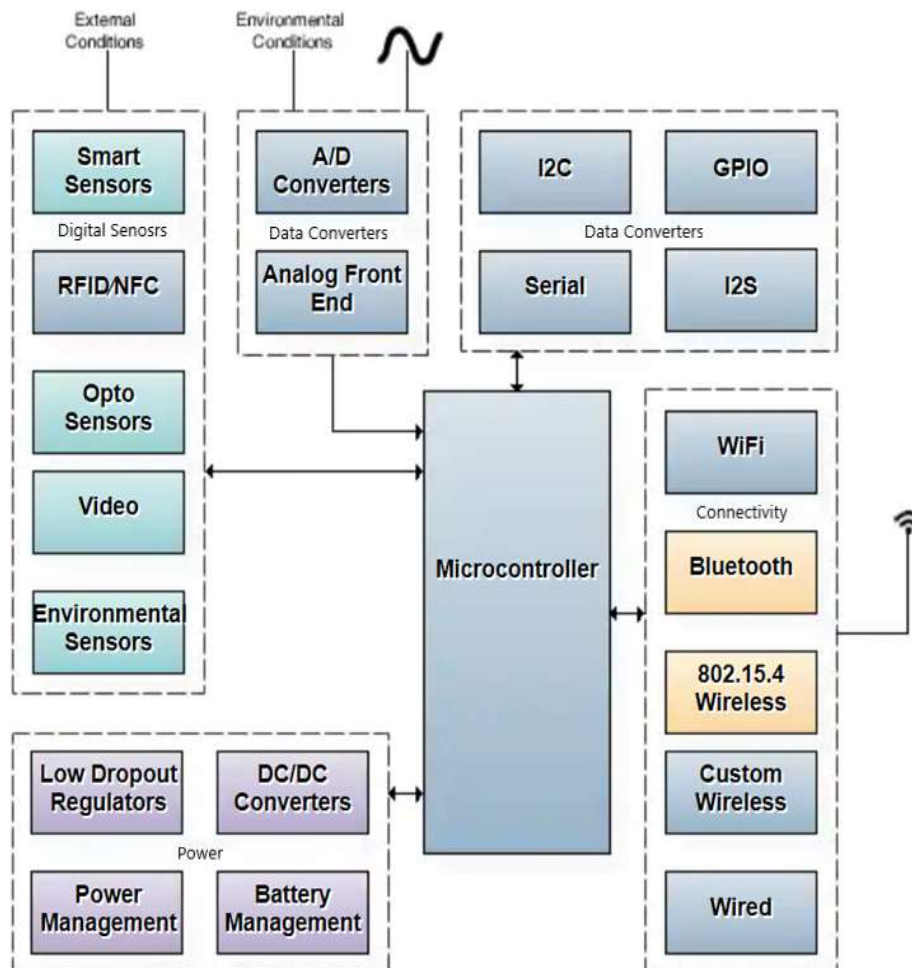 External
Conditions
Environmental
Conditions
Smart
Sensors
Digital Senosrs
RFID/NFC
Opto
Sensors
Video
Environmental
Sensors
A/D
Converters
Data Converters
Analog Front
End
I2C
GPIO
Data Converters
Serial
I2S
Microcontroller
WiFi
Connectivity
Bluetooth
802.15.4
Wireless
Custom
Wireless
Wired
Low Dropout
Regulators
DC/DC
Converters
Power
Power
Management
Battery
Management